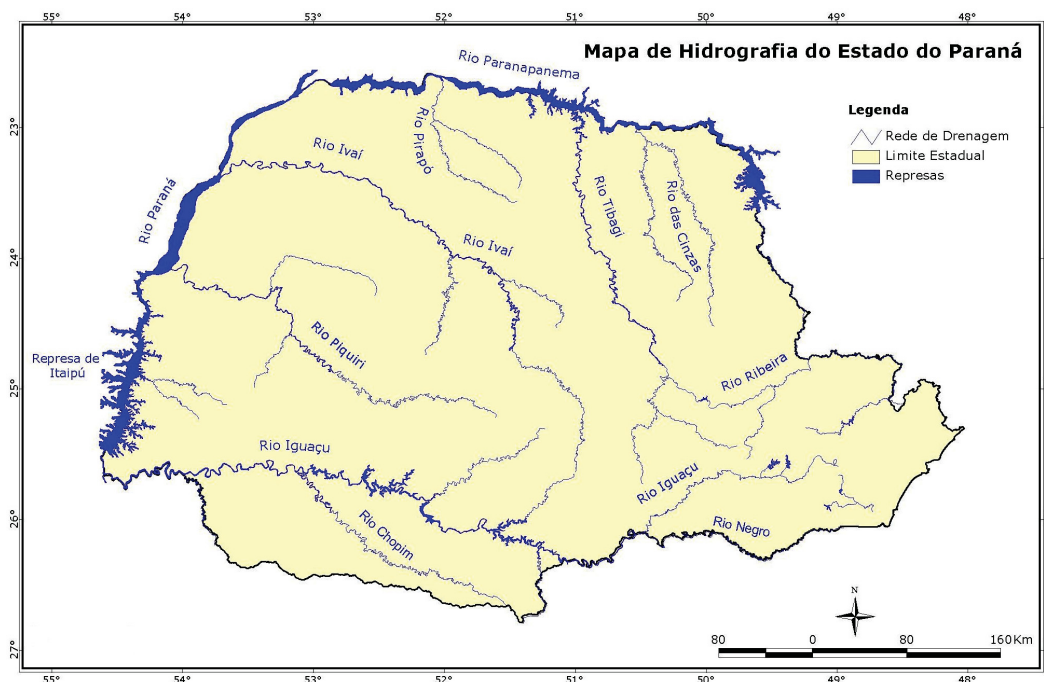 55° 54° 53° 52° 51° 50° 49° 48°
Mapa de Hidrografia do Estado do Paraná
Rio Paranapanema
Legenda
Rede de Drenagem
Limite Estadual
Represas
23°
Rio Pirapó
Rio Ivaí
Rio Paraná
Rio Tibagi
Rio das Cinzas
Rio Ivaí
24°
Rio Piquiri
Represa de
Itaipú
Rio Ribeira
25°
Rio Iguaçu
Rio Iguaçu
Rio Chopim
Rio Negro
26°
N
80 0 80 160 Km
27°
55° 54° 53° 52° 51° 50° 49° 48°